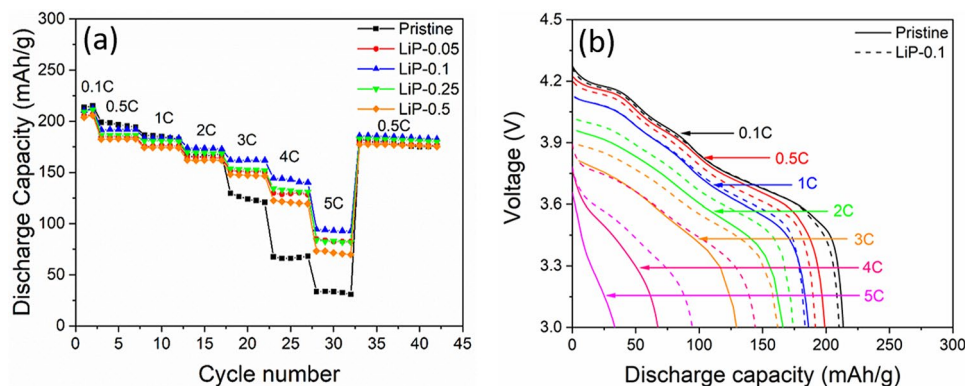 (a)
Pristine
LiP-0.05
LiP-0.1
LiP-0.25
LiP-0.5
0.1C
0.5C
1C
2C
3C
4C
5C
0.5C
300
250
200
150
100
50
0
0 5 10 15 20 25 30 35 40 45
Discharge Capacity (mAh/g)
Cycle number
(b)
Pristine
LiP-0.1
0.1C
0.5C
1C
2C
3C
4C
5C
4.5
4.2
3.9
3.6
3.3
3.0
0 50 100 150 200 250 300
Voltage (V)
Discharge capacity (mAh/g)